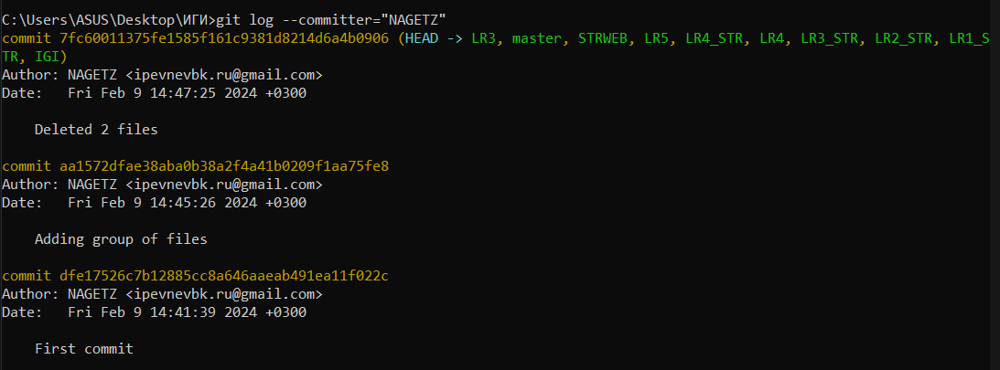 C:\Users\ASUS\Desktop\ИГИ>git log --committer="NAGETZ"
commit 7fc60011375fe1585f161c9381d8214d6a4b0906 (HEAD -> LR3, master, STRWEB, LR5, LR4_STR, LR4, LR3_STR, LR2_STR, LR1_S
TR, IGI)
Author: NAGETZ <ipevnevbk.ru@gmail.com>
Date:   Fri Feb 9 14:47:25 2024 +0300
Deleted 2 files
commit aa1572dfae38aba0b38a2f4a41b0209f1aa75fe8
Author: NAGETZ <ipevnevbk.ru@gmail.com>
Date:   Fri Feb 9 14:45:26 2024 +0300
Adding group of files
commit dfe17526c7b12885cc8a646aaeab491ea11f022c
Author: NAGETZ <ipevnevbk.ru@gmail.com>
Date:   Fri Feb 9 14:41:39 2024 +0300
First commit